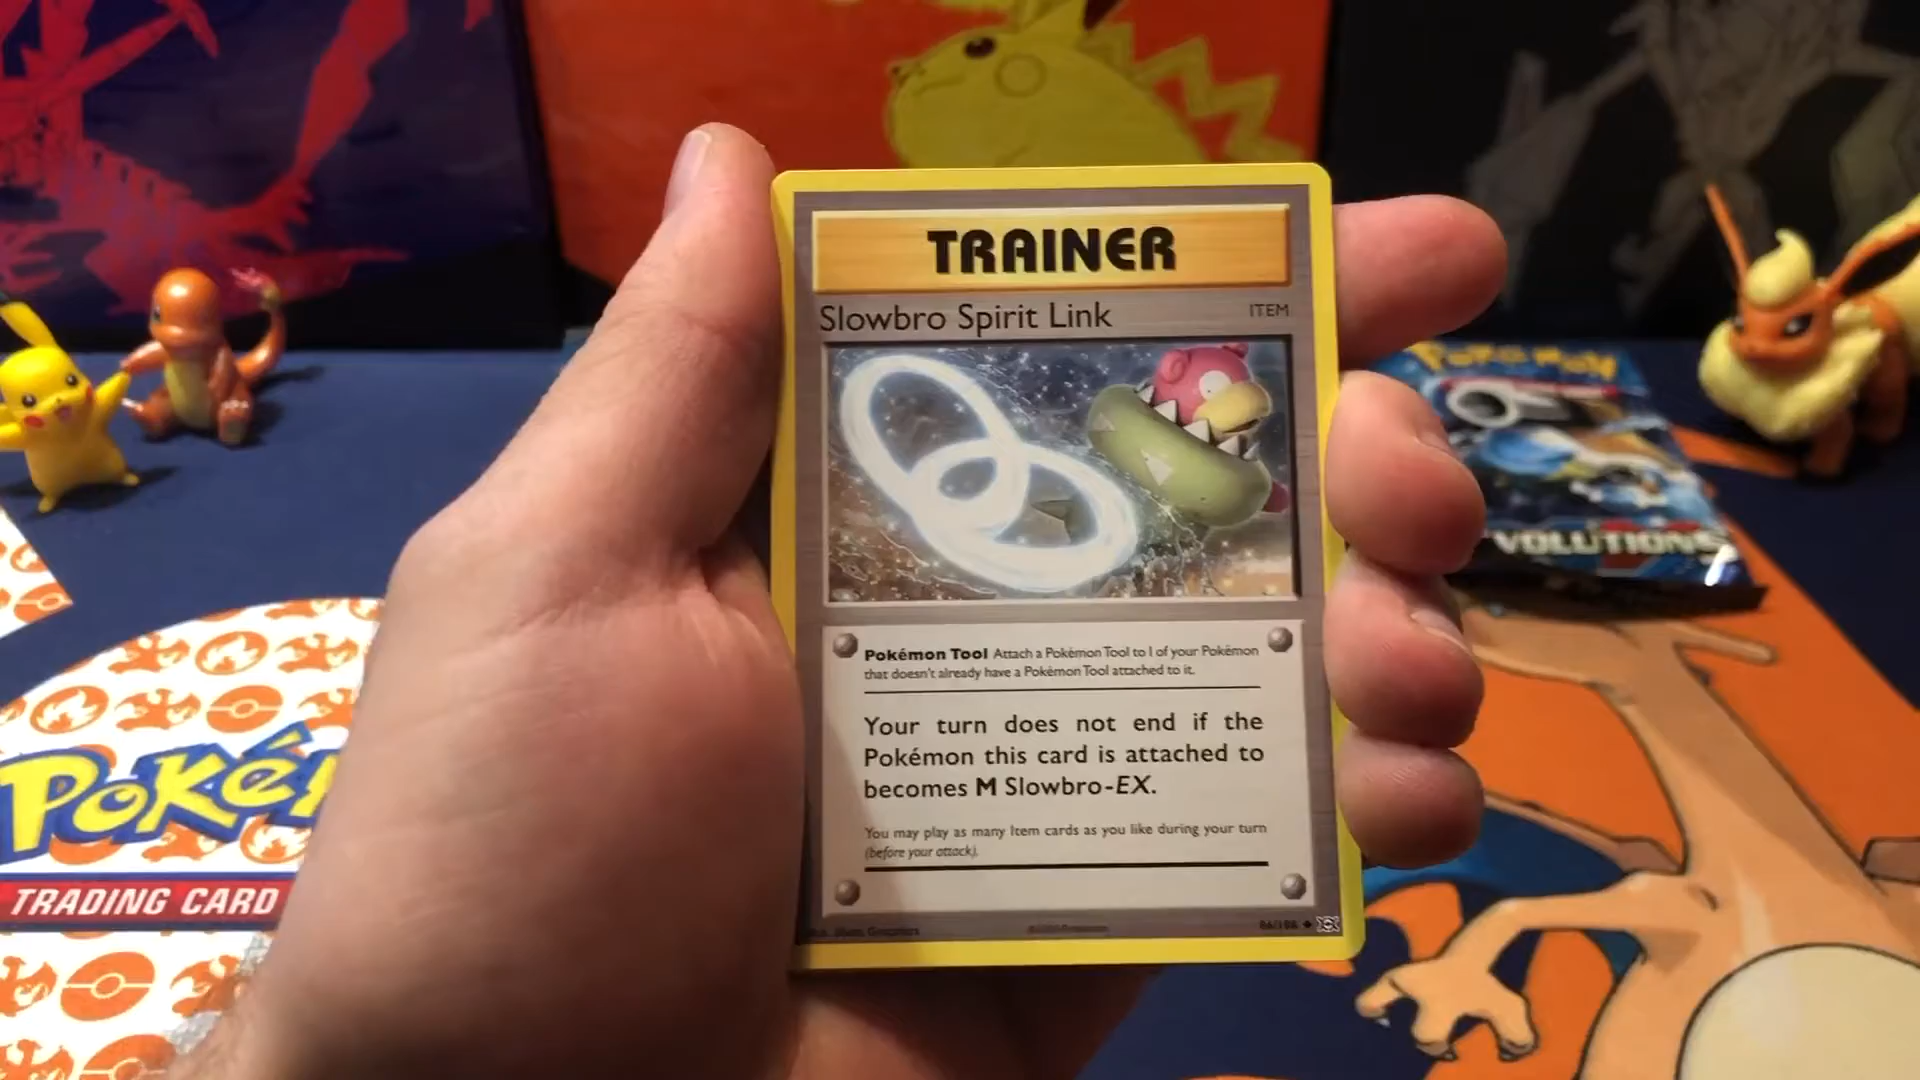 TRAINER
Slowbro Spirit Link
ITEM
Pokémon Tool Attach a Pokémon Tool to 1 of your Pokémon
that doesn't already have a Pokémon Tool attached to it.
Your turn does not end if the
Pokémon this card is attached to
becomes M Slowbro-EX.
You may play as many Item cards as you like during your turn
(before your attack).
86/108
POKéMON
VOLUTIONS
Poké
TRADING CARD